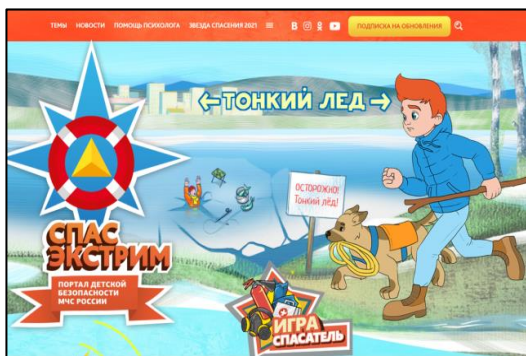 ТЕМЫ НОВОСТИ ПОМОЩЬ ПСИХОЛОГА ЗВЕЗДА СПАСЕНИЯ 2021 ПОДПИСКА НА ОБНОВЛЕНИЯ
←ТОНКИЙ ЛЕД→
ОСТОРОЖНО!
Тонкий лёд!
СПАС
ЭКСТРИМ
ПОРТАЛ ДЕТСКОЙ
БЕЗОПАСНОСТИ
МЧС РОССИИ
ИГРА
СПАСАТЕЛЬ